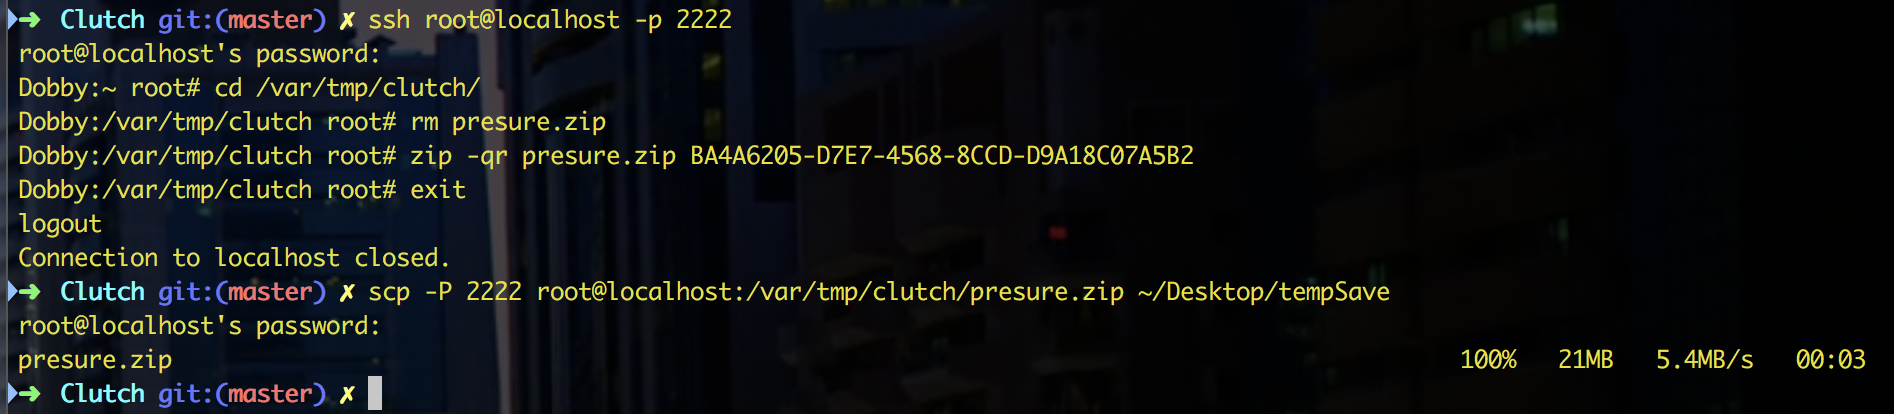 ➜ Clutch git:(master) ✗ ssh root@localhost -p 2222
root@localhost's password:
Dobby:~ root# cd /var/tmp/clutch/
Dobby:/var/tmp/clutch root# rm presure.zip
Dobby:/var/tmp/clutch root# zip -qr presure.zip BA4A6205-D7E7-4568-8CCD-D9A18C07A5B2
Dobby:/var/tmp/clutch root# exit
logout
Connection to localhost closed.
➜ Clutch git:(master) ✗ scp -P 2222 root@localhost:/var/tmp/clutch/presure.zip ~/Desktop/tempSave
root@localhost's password:
presure.zip 100% 21MB 5.4MB/s 00:03
➜ Clutch git:(master) ✗